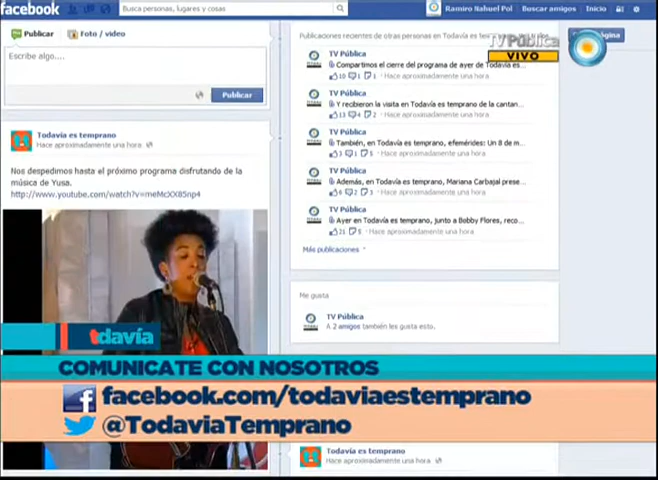 facebook
Busca personas, lugares y cosas
Ramiro Nahuel Pol
Buscar amigos
Inicio
Publicar
Foto / video
Escribe algo....
Publicar
Todavía es temprano
Hace aproximadamente una hora
Nos despedimos hasta el próximo programa disfrutando de la
música de Yusa.
http://www.youtube.com/watch?v=meMcXX85np4
Publicaciones recientes de otras personas en Todavía es
TV Pública
VIVO
TV Pública
Compartimos el cierre del programa de ayer de Todavía es...
10 1 1 · Hace aproximadamente una hora
TV Pública
Y recibieron la visita en Todavía es temprano de la cantan...
13 4 2 · Hace aproximadamente una hora
TV Pública
También, en Todavía es temprano, efemérides: Un 8 de m...
3 1 5 · Hace aproximadamente una hora
TV Pública
Además, en Todavía es temprano, Mariana Carbajal prese...
6 2 3 · Hace aproximadamente una hora
TV Pública
Ayer en Todavía es temprano, junto a Bobby Flores, reco...
21 5 · Hace aproximadamente una hora
Más publicaciones
Me gusta
TV Pública
A 2 amigos también les gusta esto.
tdavía
COMUNICATE CON NOSOTROS
facebook.com/todaviaestemprano
@TodaviaTemprano
Todavía es temprano
Hace aproximadamente una hora